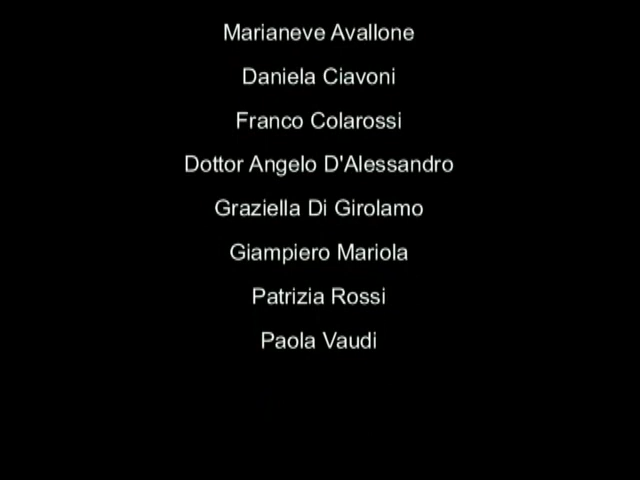 Marianeve Avallone
Daniela Ciavoni
Franco Colarossi
Dottor Angelo D'Alessandro
Graziella Di Girolamo
Giampiero Mariola
Patrizia Rossi
Paola Vaudi